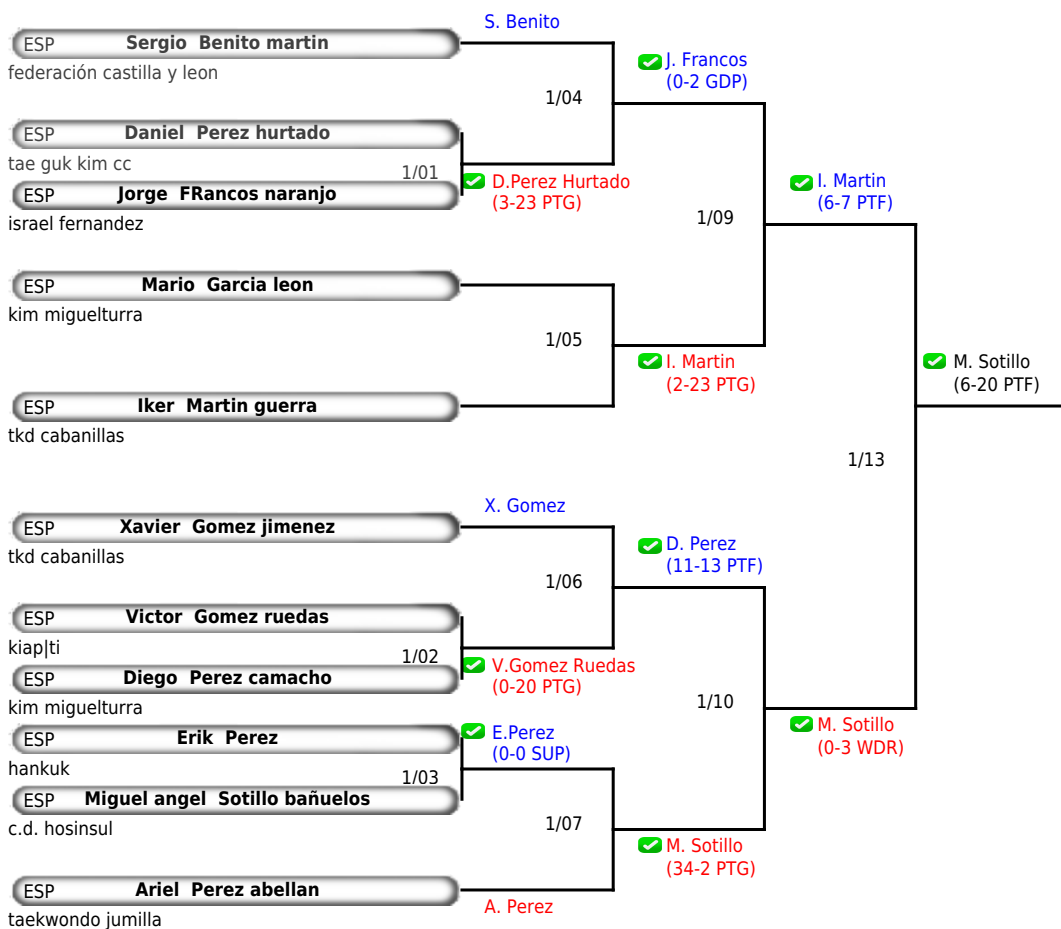 S. Benito
ESP Sergio Benito martin
federación castilla y leon
J. Francos
(0-2 GDP)
1/04
ESP Daniel Perez hurtado
tae guk kim cc
1/01
D.Perez Hurtado
(3-23 PTG)
ESP Jorge FRancos naranjo
israel fernandez
I. Martin
(6-7 PTF)
1/09
ESP Mario Garcia leon
kim miguelturra
1/05
I. Martin
(2-23 PTG)
ESP Iker Martin guerra
tkd cabanillas
M. Sotillo
(6-20 PTF)
1/13
X. Gomez
ESP Xavier Gomez jimenez
tkd cabanillas
D. Perez
(11-13 PTF)
1/06
ESP Victor Gomez ruedas
kiap|ti
1/02
V.Gomez Ruedas
(0-20 PTG)
ESP Diego Perez camacho
kim miguelturra
1/10
ESP Erik Perez
hankuk
E.Perez
(0-0 SUP)
M. Sotillo
(0-3 WDR)
1/03
ESP Miguel angel Sotillo bañuelos
c.d. hosinsul
1/07
M. Sotillo
(34-2 PTG)
ESP Ariel Perez abellan
taekwondo jumilla
A. Perez